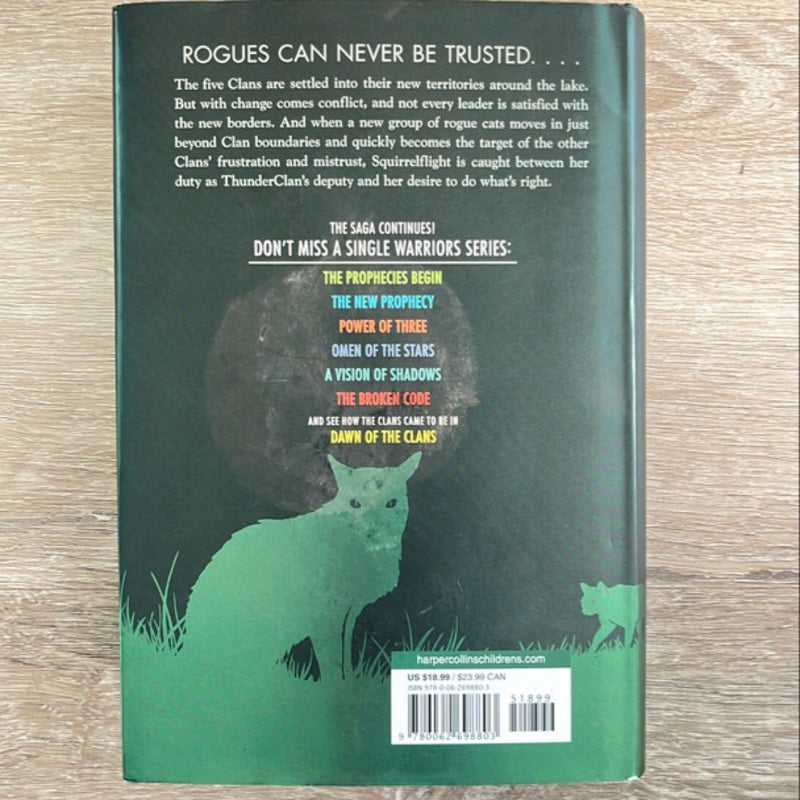 ROGUES CAN NEVER BE TRUSTED. . . .
The five Clans are settled into their new territories around the lake.
But with change comes conflict, and not every leader is satisfied with
the new borders. And when a new group of rogue cats moves in just
beyond Clan boundaries and quickly becomes the target of the other
Clans' frustration and mistrust, Squirrelflight is caught between her
duty as ThunderClan's deputy and her desire to do what's right.
THE SAGA CONTINUES!
DON'T MISS A SINGLE WARRIORS SERIES:
THE PROPHECIES BEGIN
THE NEW PROPHECY
POWER OF THREE
OMEN OF THE STARS
A VISION OF SHADOWS
THE BROKEN CODE
AND SEE HOW THE CLANS CAME TO BE IN
DAWN OF THE CLANS
harpercollinschildrens.com
US $18.99 / $23.99 CAN
ISBN 978-0-06-269880-3
51899
9 780062 698803